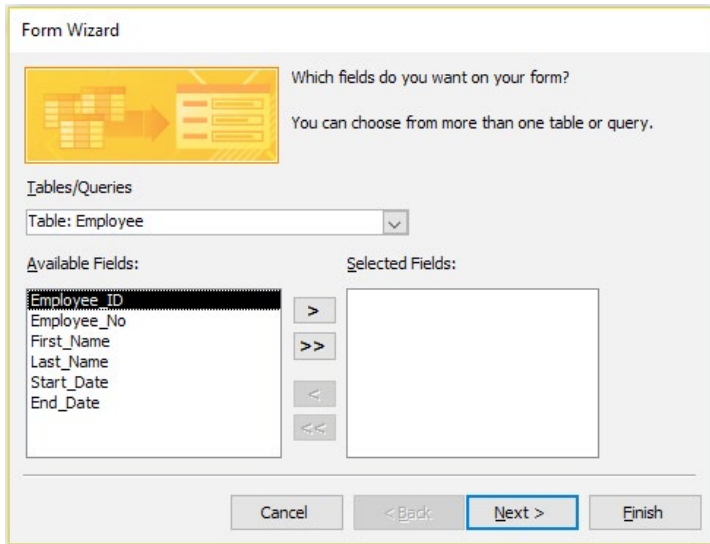 Form Wizard
Which fields do you want on your form?
You can choose from more than one table or query.
Tables/Queries
Table: Employee
Available Fields:
Selected Fields:
Employee_ID
Employee_No
First_Name
Last_Name
Start_Date
End_Date
>
>>
<
<<
Cancel
< Back
Next >
Finish